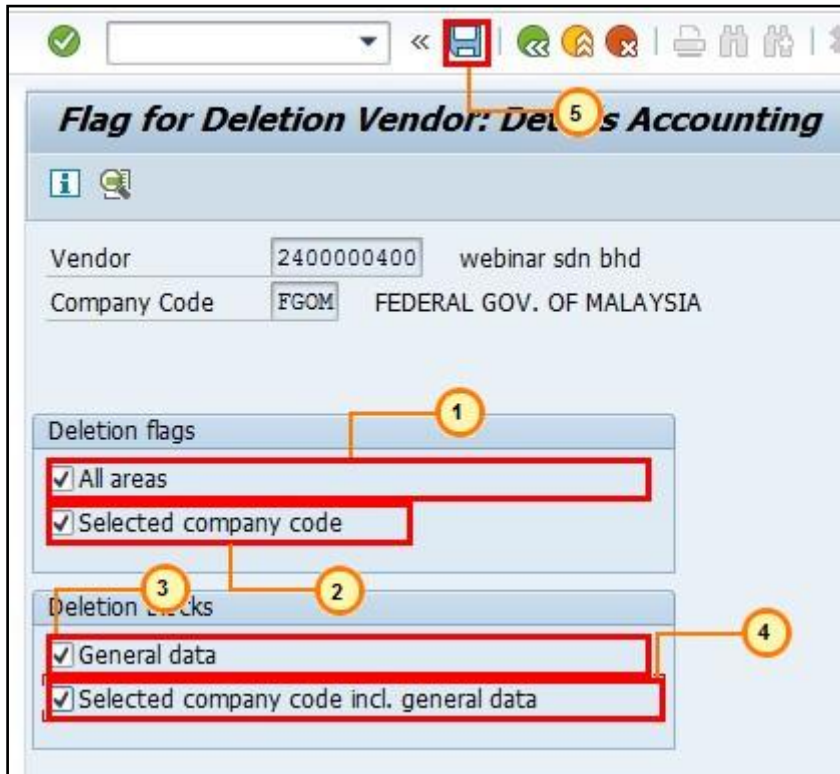 5
Flag for Deletion Vendor: Det s Accounting
Vendor 2400000400 webinar sdn bhd
Company Code FGOM FEDERAL GOV. OF MALAYSIA
1
Deletion flags
All areas
Selected company code
3 2
Deletion cks
4
General data
Selected company code incl. general data